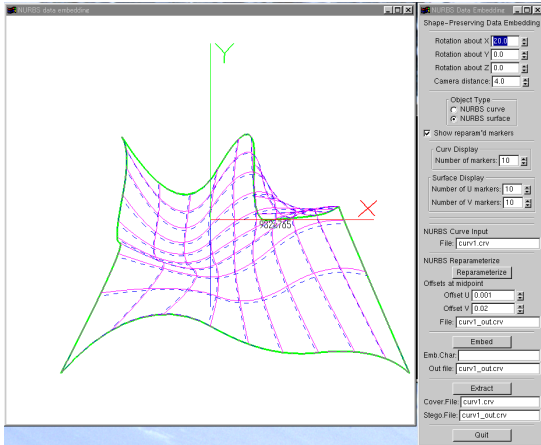 NURBS data embedding
Y
X
NURBS Data Embedding
Shape-Preserving Data Embedding
Rotation about X 20.0
Rotation about Y 0.0
Rotation about Z 0.0
Camera distance: 4.0
Object Type
NURBS curve
NURBS surface
Show reparam'd markers
Curv Display
Number of markers: 10
Surface Display
Number of U markers: 10
Number of V markers: 10
NURBS Curve Input
File: curv1.crv
NURBS Reparameterize
Reparameterize
Offsets at midpoint
Offset U 0.001
Offset V 0.02
File: curv1_out.crv
Embed
Emb.Char:
Out file: curv1_out.crv
Extract
Cover.File: curv1.crv
Stego.File: curv1_out.crv
Quit